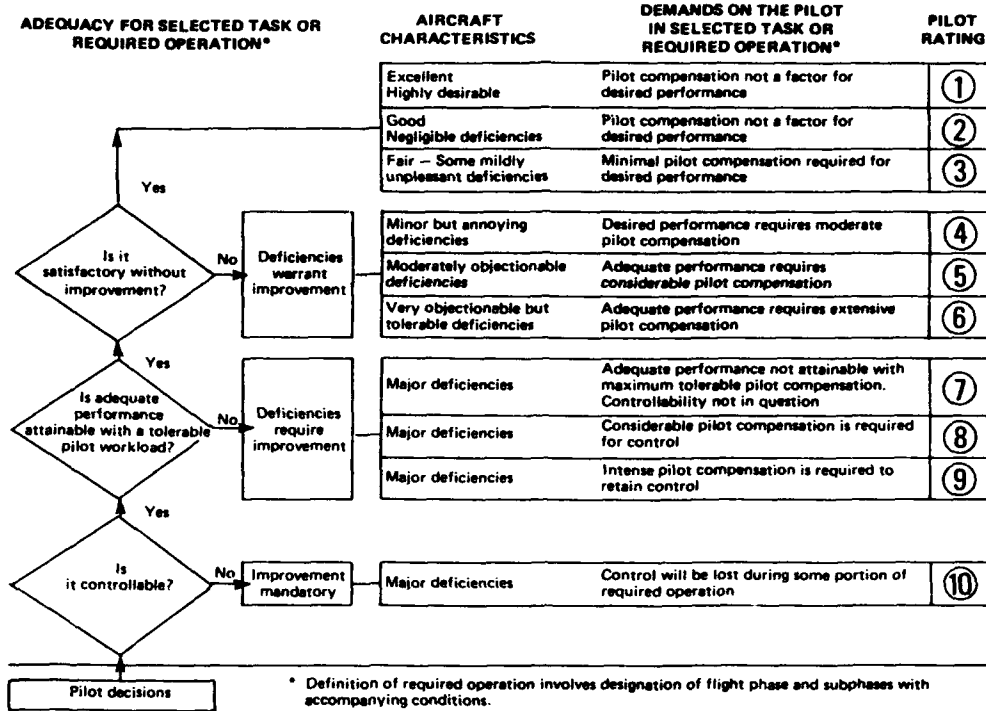 ADEQUACY FOR SELECTED TASK OR
REQUIRED OPERATION*
AIRCRAFT
CHARACTERISTICS
DEMANDS ON THE PILOT
IN SELECTED TASK OR
REQUIRED OPERATION*
PILOT
RATING
Excellent
Highly desirable
Pilot compensation not a factor for
desired performance
1
Good
Negligible deficiencies
Pilot compensation not a factor for
desired performance
2
Fair – Some mildly
unpleasant deficiencies
Minimal pilot compensation required for
desired performance
3
Yes
Is it
satisfactory without
improvement?
No
Deficiencies
warrant
improvement
Minor but annoying
deficiencies
Desired performance requires moderate
pilot compensation
4
Moderately objectionable
deficiencies
Adequate performance requires
considerable pilot compensation
5
Very objectionable but
tolerable deficiencies
Adequate performance requires extensive
pilot compensation
6
Yes
Is adequate
performance
attainable with a tolerable
pilot workload?
No
Deficiencies
require
improvement
Major deficiencies
Adequate performance not attainable with
maximum tolerable pilot compensation.
Controllability not in question
7
Major deficiencies
Considerable pilot compensation is required
for control
8
Major deficiencies
Intense pilot compensation is required to
retain control
9
Yes
Is
it controllable?
No
Improvement
mandatory
Major deficiencies
Control will be lost during some portion of
required operation
10
Pilot decisions
* Definition of required operation involves designation of flight phase and subphases with
accompanying conditions.